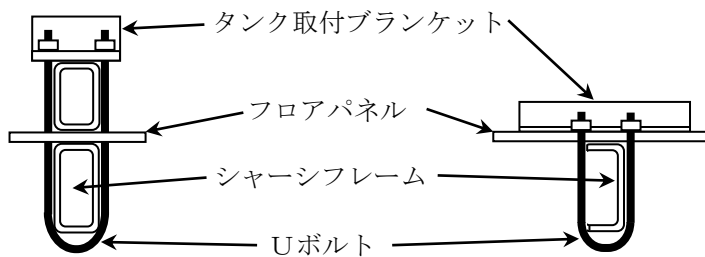 タンク取付ブランケット
フロアパネル
シャーシフレーム
Uボルト